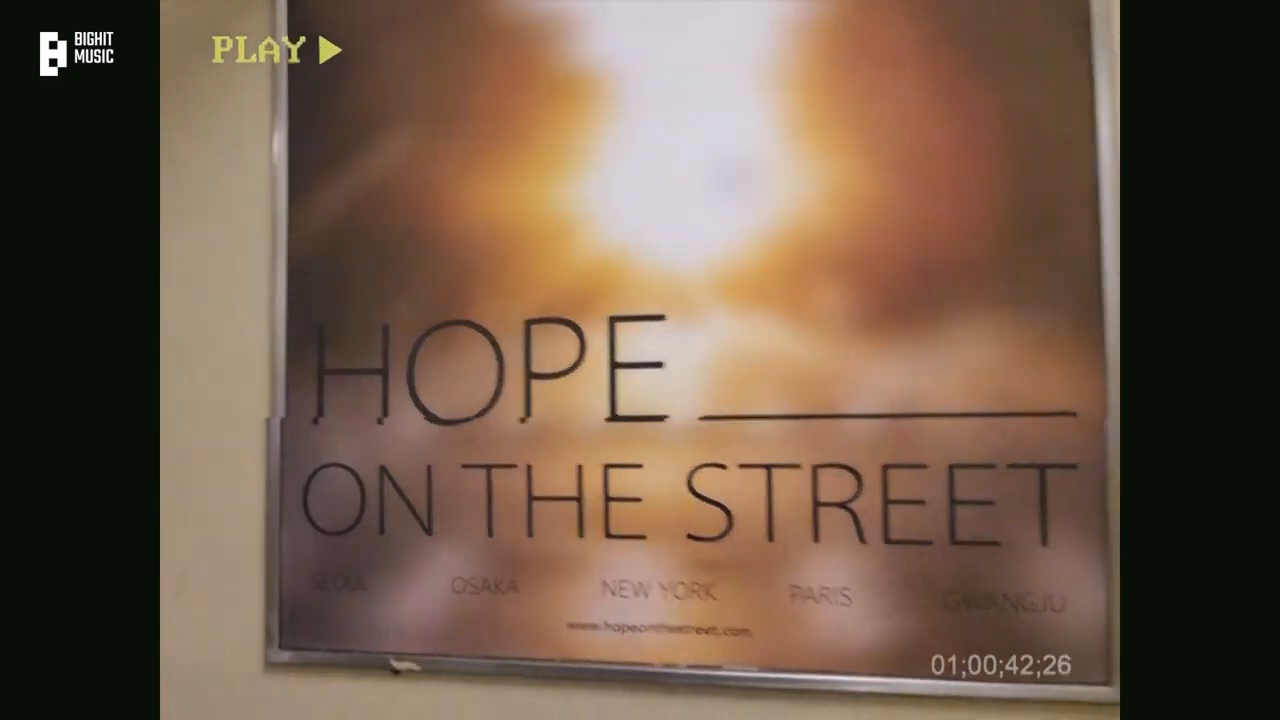 BIGHIT
MUSIC
PLAY
HOPE
ON THE STREET
SEOUL OSAKA NEW YORK PARIS GWANGJU
www.hopeonthestreet.com
01;00;42;26